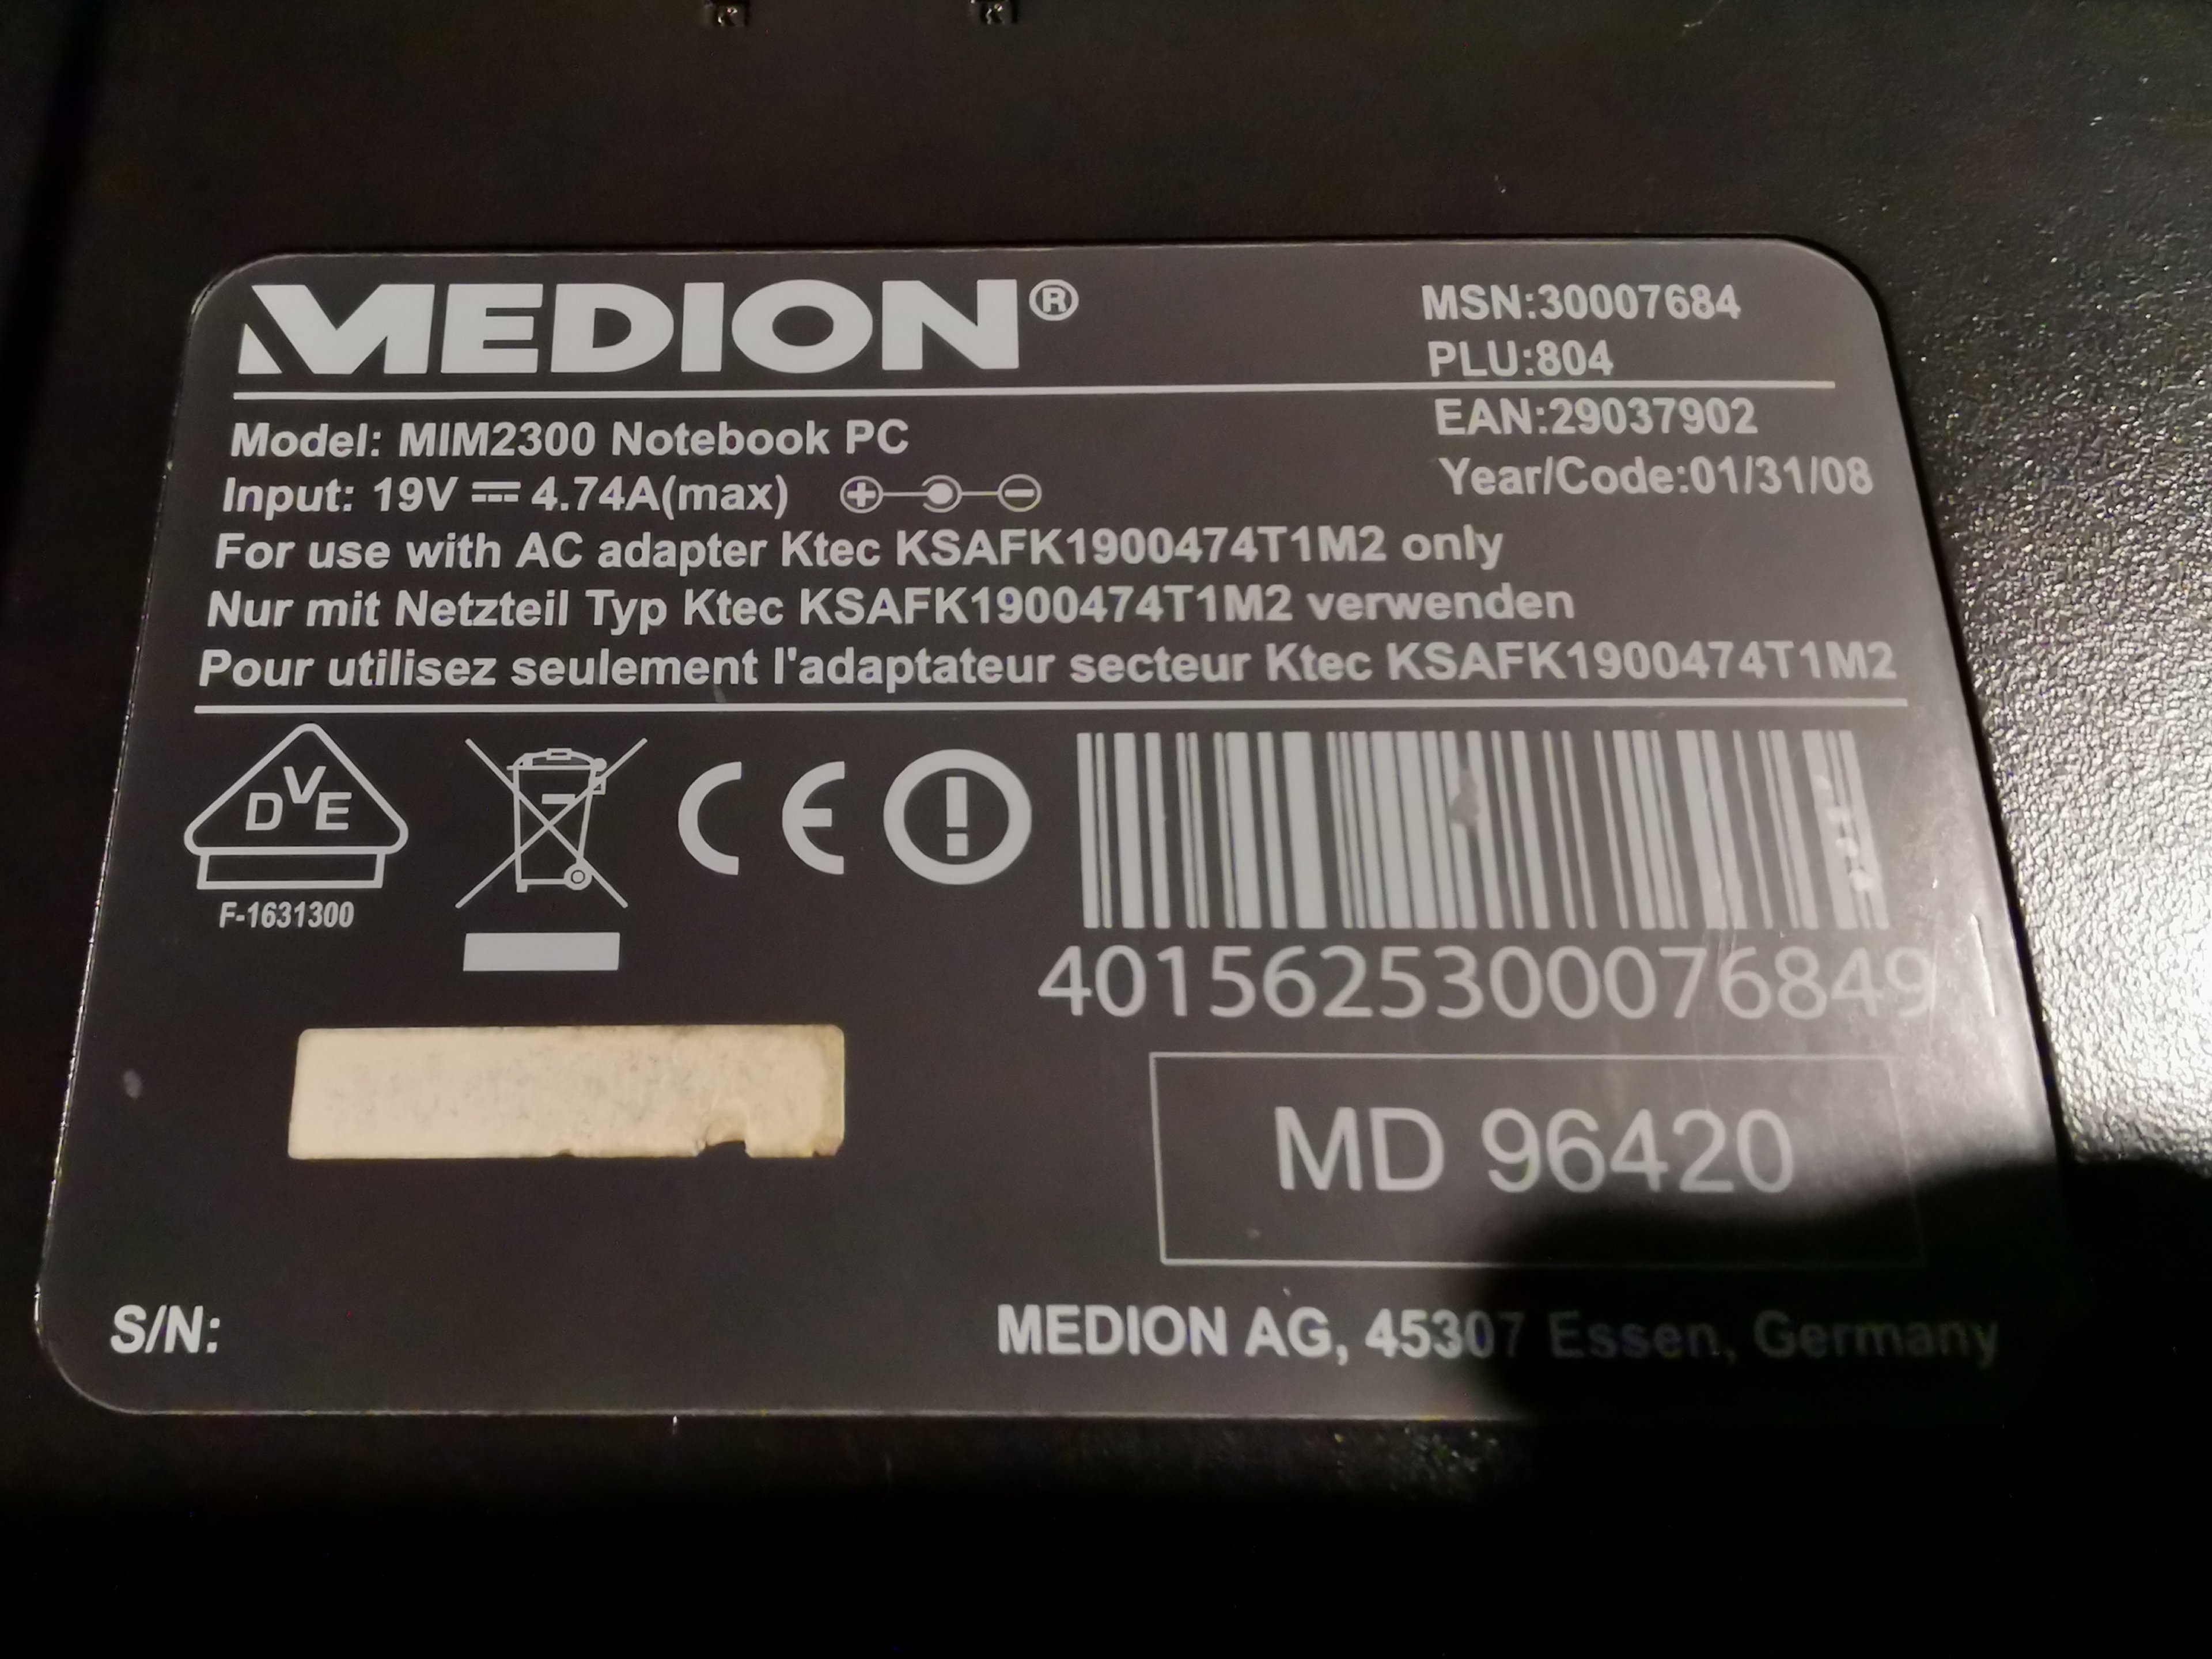 MEDION®
MSN:30007684
PLU:804
EAN:29037902
Year/Code:01/31/08
Model: MIM2300 Notebook PC
Input: 19V ⎓ 4.74A(max)
For use with AC adapter Ktec KSAFK1900474T1M2 only
Nur mit Netzteil Typ Ktec KSAFK1900474T1M2 verwenden
Pour utilisez seulement l'adaptateur secteur Ktec KSAFK1900474T1M2
DVE
F-1631300
CE
4015625300076849
MD 96420
S/N:
MEDION AG, 45307 Essen, Germany